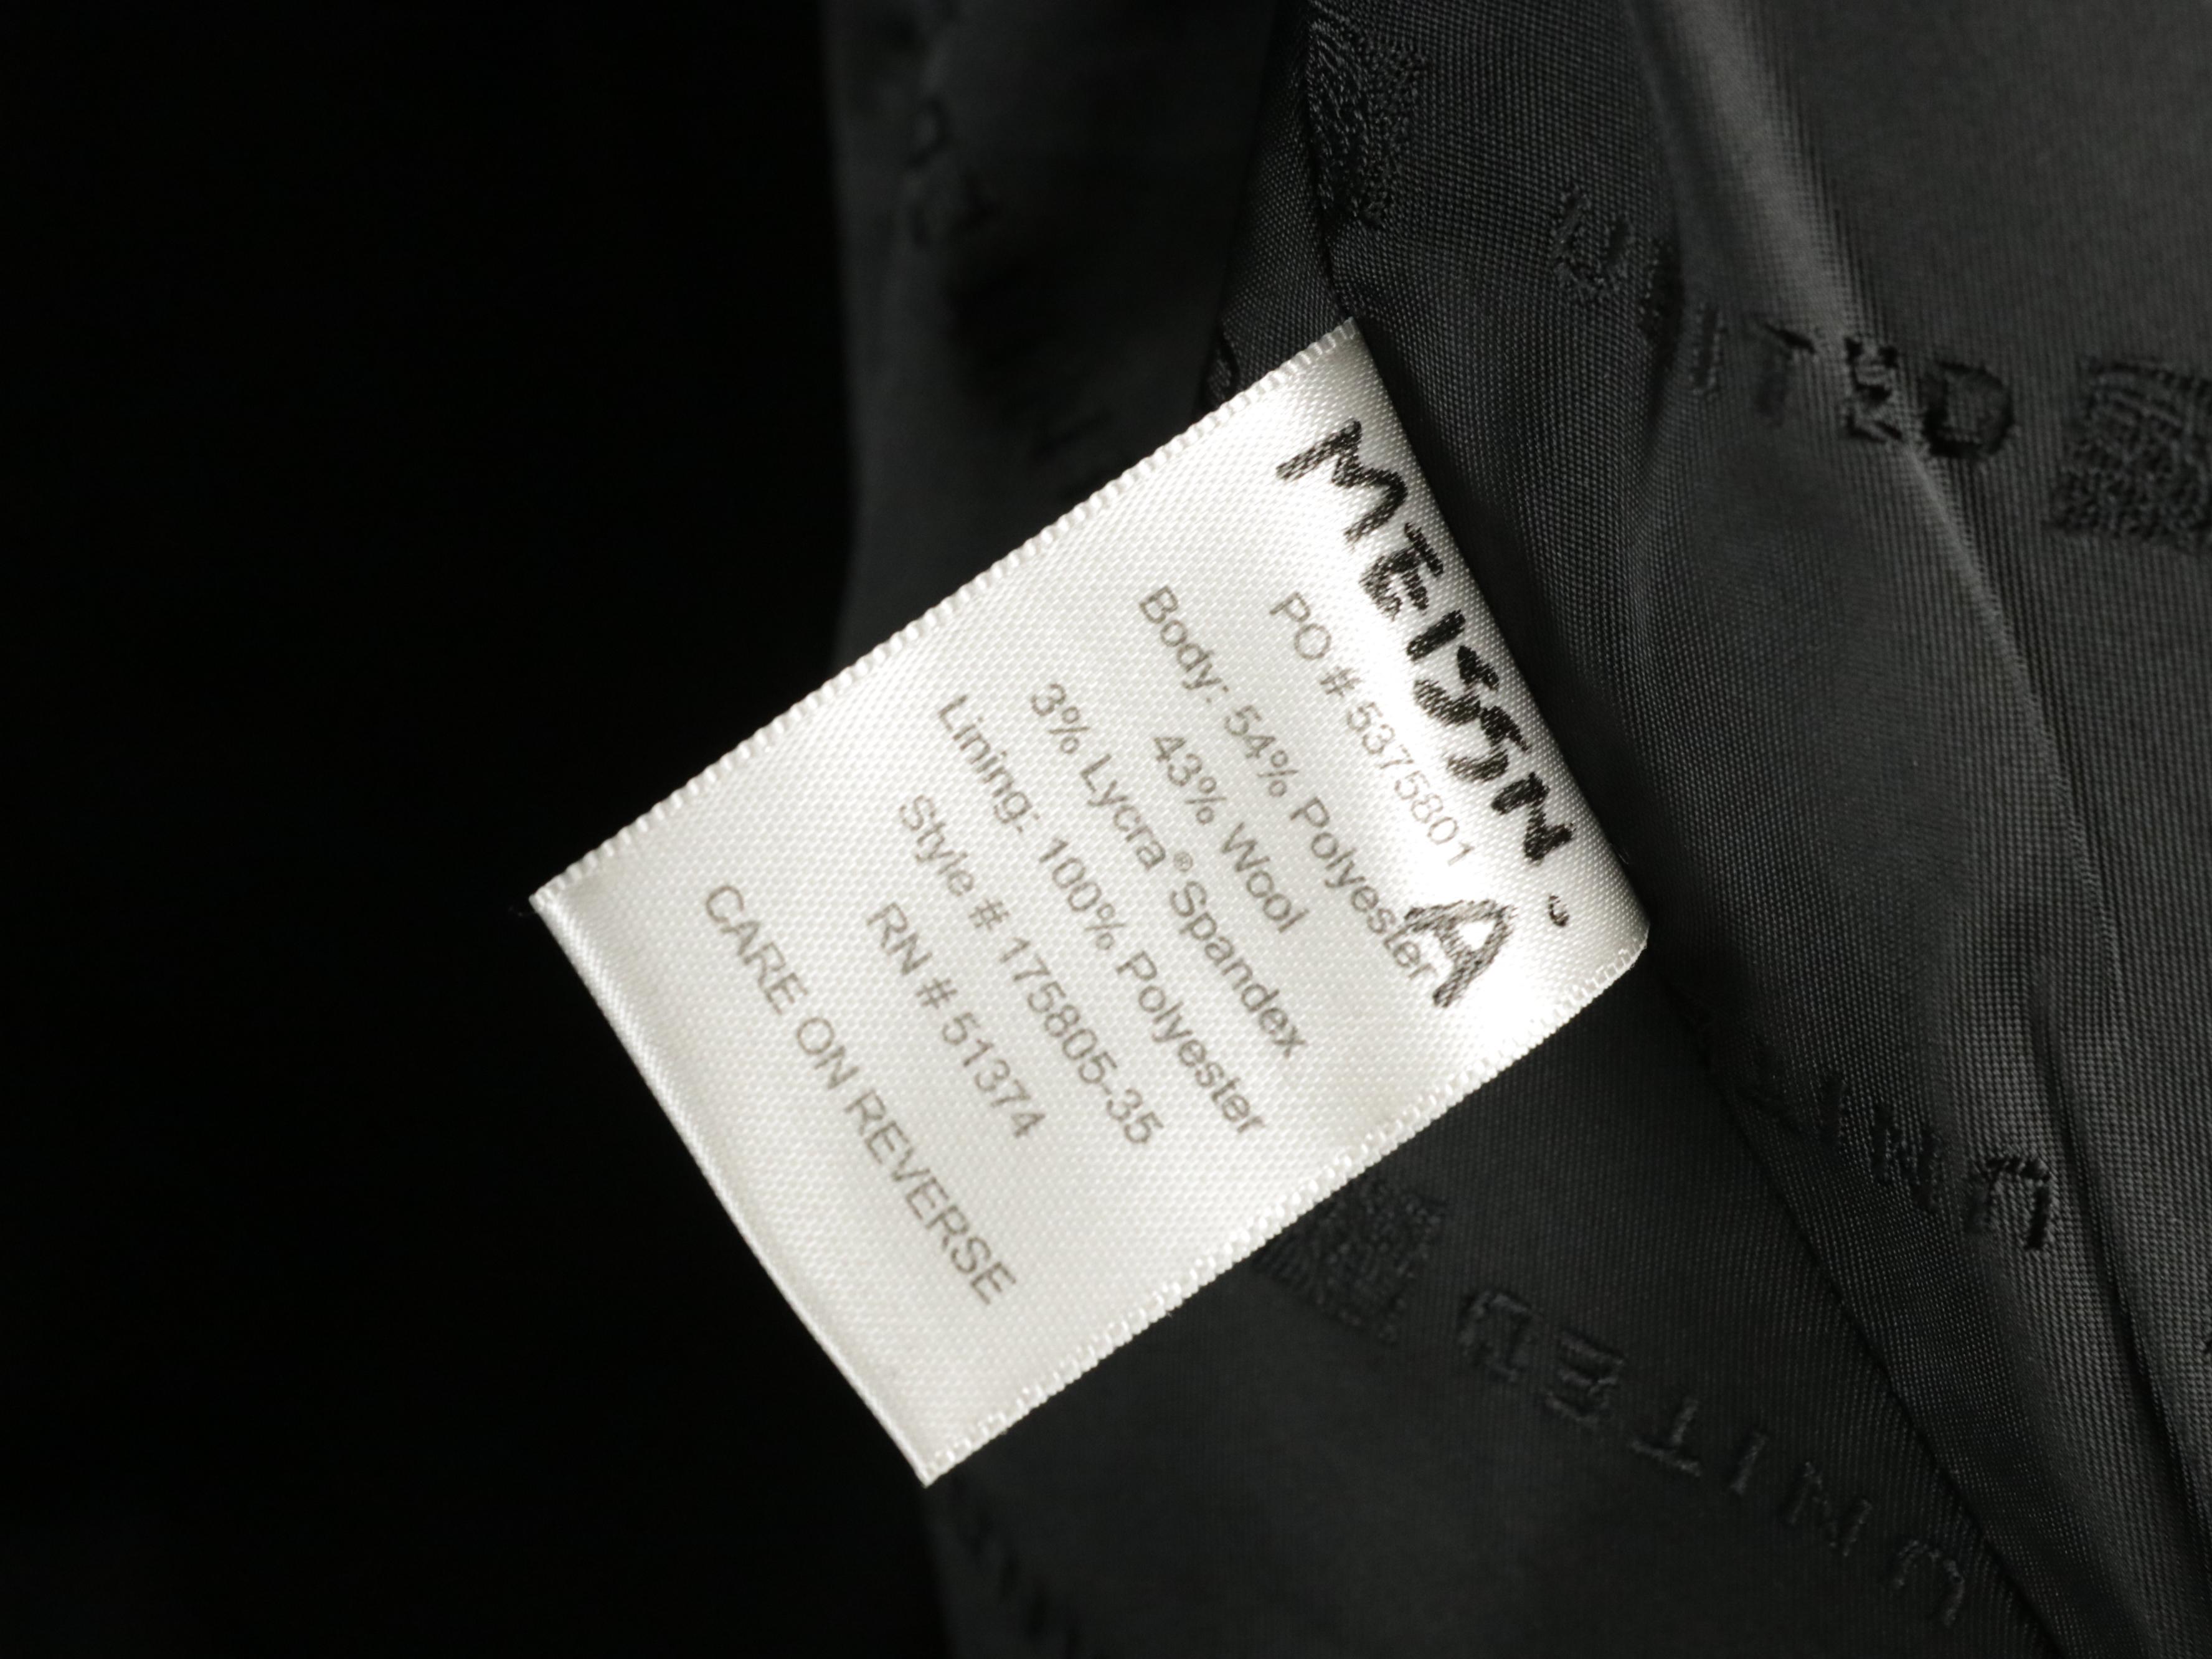 MEISSN. A
PO # 5375801
Body: 54% Polyester
43% Wool
3% Lycra® Spandex
Lining: 100% Polyester
Style # 175805-35
RN # 51374
CARE ON REVERSE
UNITED
UNITED
UNITED